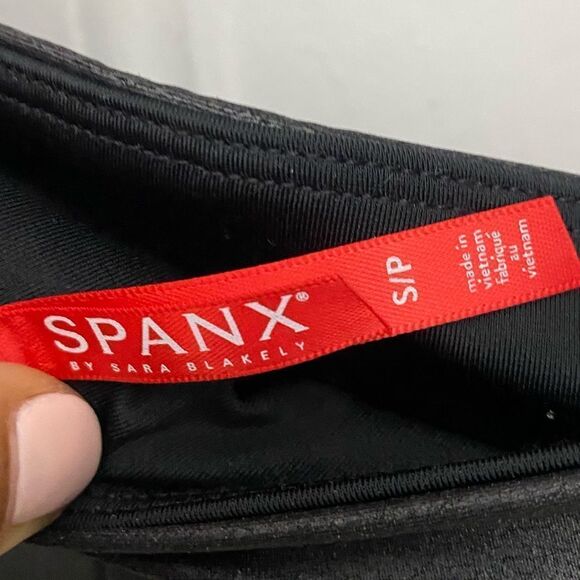 SPANX®
BY SARA BLAKELY
S/P
made in
vietnam
fabriqué
au
vietnam